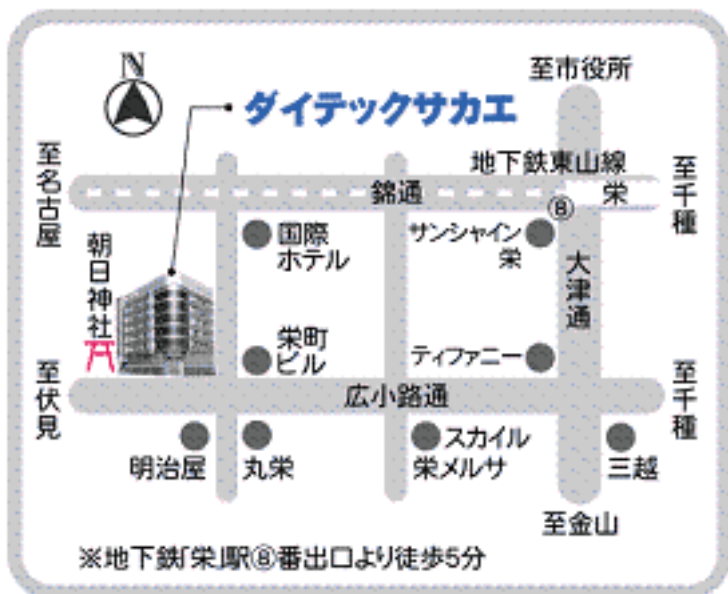 N
至市役所
ダイテックサカエ
地下鉄東山線
至名古屋
錦通
栄
至千種
⑧
朝日神社
国際
ホテル
サンシャイン
栄
大津通
栄町
ビル
ティファニー
至伏見
広小路通
至千種
明治屋
丸栄
スカイル
栄メルサ
三越
至金山
※地下鉄「栄」駅⑧番出口より徒歩5分